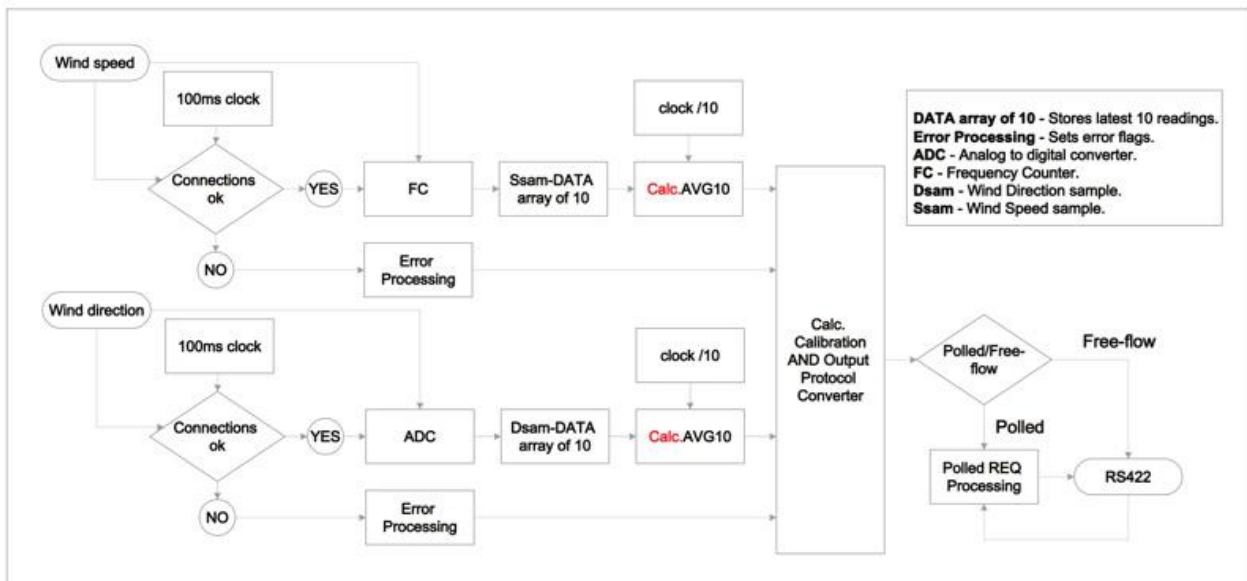 Wind speed
100ms clock
Connections
ok
YES
NO
FC
Error
Processing
Ssam-DATA
array of 10
clock /10
Calc.AVG10
Wind direction
100ms clock
Connections
ok
YES
NO
ADC
Error
Processing
Dsam-DATA
array of 10
clock /10
Calc.AVG10
Calc.
Calibration
AND Output
Protocol
Converter
DATA array of 10 - Stores latest 10 readings.
Error Processing - Sets error flags.
ADC - Analog to digital converter.
FC - Frequency Counter.
Dsam - Wind Direction sample.
Ssam - Wind Speed sample.
Polled/Free-
flow
Free-flow
Polled
Polled REQ
Processing
RS422